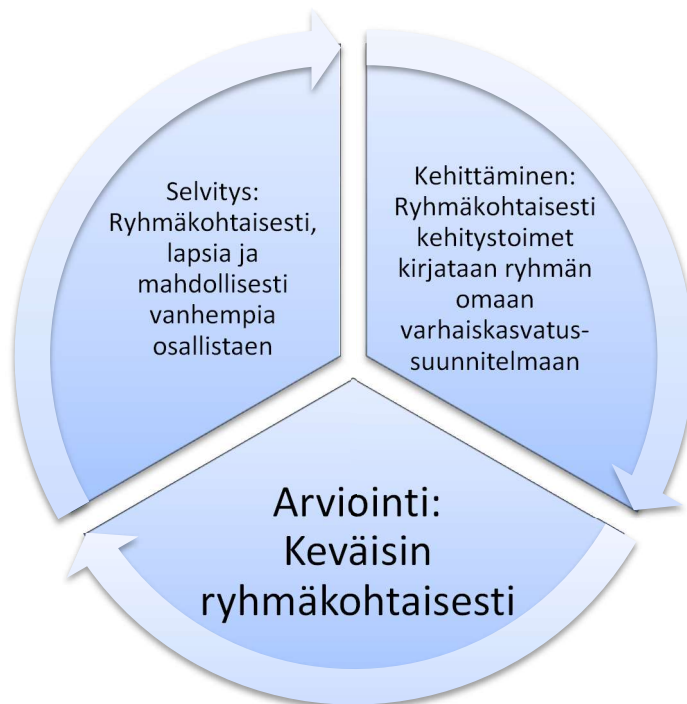 Selvitys:
Ryhmäkohtaisesti,
lapsia ja
mahdollisesti
vanhempia
osallistaen
Kehittäminen:
Ryhmäkohtaisesti
kehitystoimet
kirjataan ryhmän
omaan
varhaiskasvatus-
suunnitelmaan
Arviointi:
Keväisin
ryhmäkohtaisesti